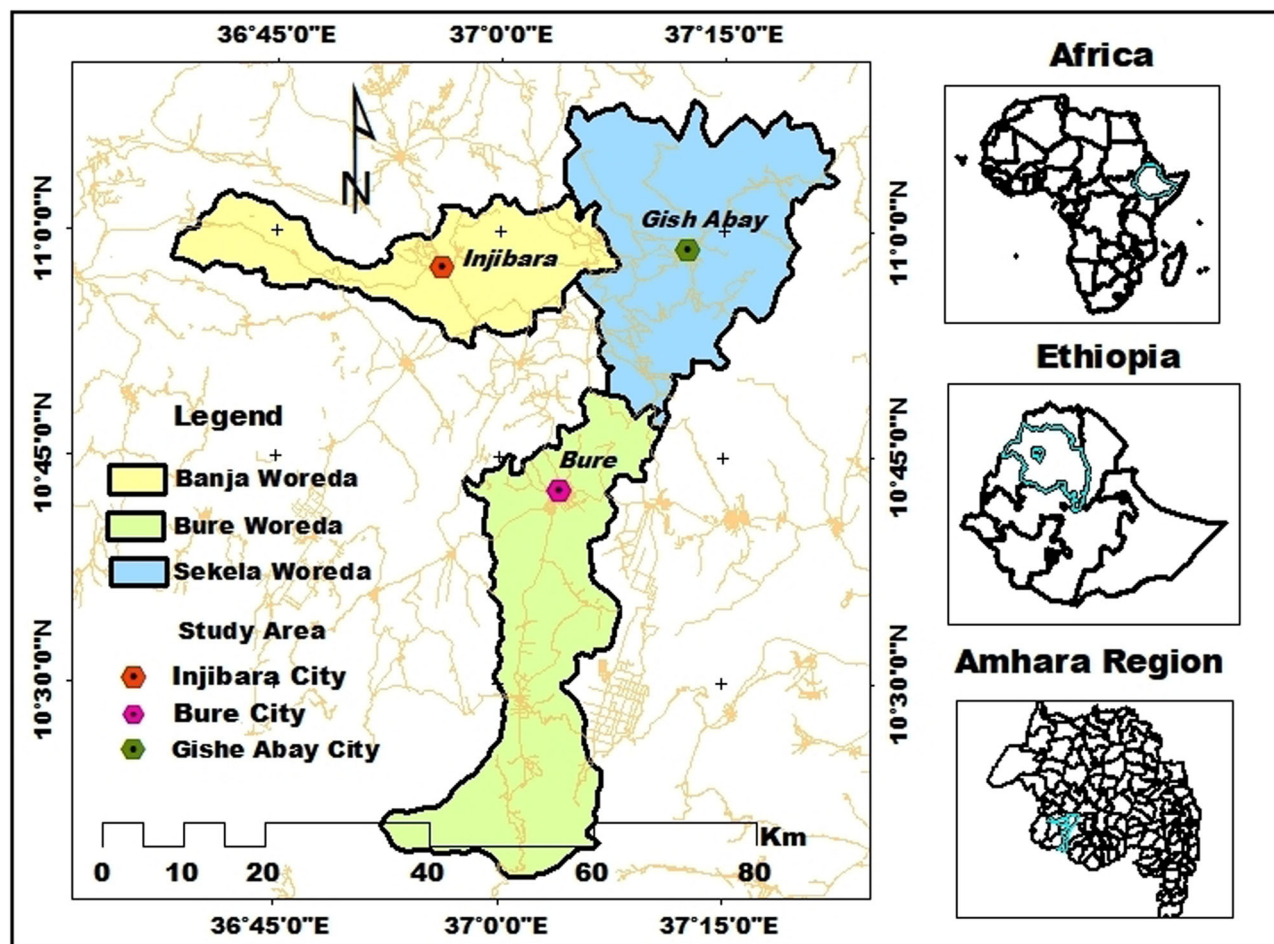 36°45'0"E 37°0'0"E 37°15'0"E
Africa
11°0'0"N
11°0'0"N
N
Gish Abay
Injibara
Ethiopia
Legend
10°45'0"N
10°45'0"N
Bure
Banja Woreda
Bure Woreda
Sekela Woreda
Study Area
Amhara Region
10°30'0"N
10°30'0"N
Injibara City
Bure City
Gishe Abay City
Km
0 10 20 40 60 80
36°45'0"E 37°0'0"E 37°15'0"E